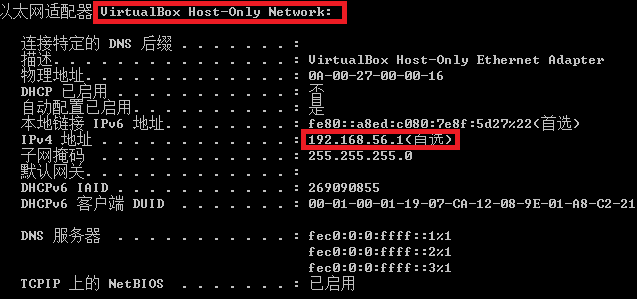 以太网适配器 VirtualBox Host-Only Network:
连接特定的 DNS 后缀 . . . . . . . :
描述. . . . . . . . . . . . . . . : VirtualBox Host-Only Ethernet Adapter
物理地址. . . . . . . . . . . . . : 0A-00-27-00-00-16
DHCP 已启用 . . . . . . . . . . . : 否
自动配置已启用. . . . . . . . . . : 是
本地链接 IPv6 地址. . . . . . . . : fe80::a8ed:c080:7e8f:5d27%22(首选)
IPv4 地址 . . . . . . . . . . . . : 192.168.56.1(首选)
子网掩码 . . . . . . . . . . . . : 255.255.255.0
默认网关. . . . . . . . . . . . . :
DHCPv6 IAID . . . . . . . . . . . : 269090855
DHCPv6 客户端 DUID . . . . . . . : 00-01-00-01-19-07-CA-12-08-9E-01-A8-C2-21
DNS 服务器 . . . . . . . . . . . : fec0:0:0:ffff::1%1
fec0:0:0:ffff::2%1
fec0:0:0:ffff::3%1
TCPIP 上的 NetBIOS . . . . . . . : 已启用